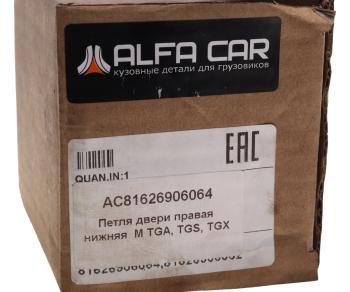 ALFA CAR
кузовные детали для грузовиков
EAC
QUAN.IN:1
AC81626906064
Петля двери правая
нижняя М TGA, TGS, TGX